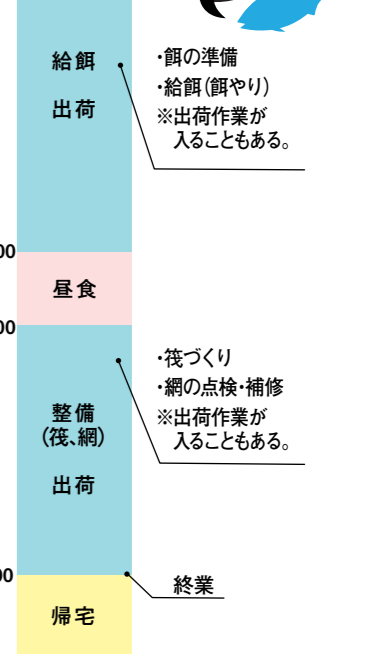 給餌
出荷
・餌の準備
・給餌(餌やり)
※出荷作業が
入ることもある。
00
昼食
00
整備
(筏、網)
出荷
・筏づくり
・網の点検・補修
※出荷作業が
入ることもある。
00
終業
帰宅